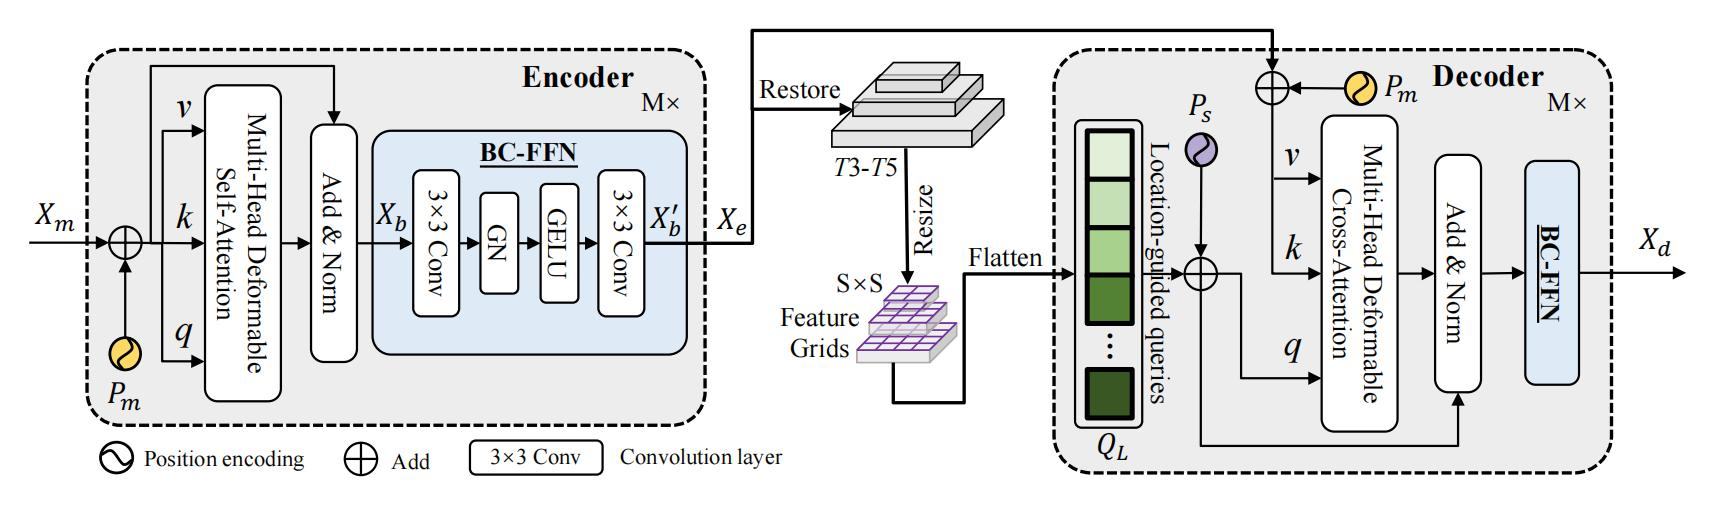 Encoder
M×
X_m
P_m
v
k
q
Multi-Head Deformable
Self-Attention
Add & Norm
BC-FFN
X_b
3×3 Conv
GN
GELU
3×3 Conv
X'_b
X_e
Restore
T3-T5
Resize
S×S
Feature
Grids
Flatten
Decoder
M×
P_m
P_s
Location-guided queries
...
Q_L
v
k
q
Multi-Head Deformable
Cross-Attention
Add & Norm
BC-FFN
X_d
Position encoding
Add
3×3 Conv
Convolution layer